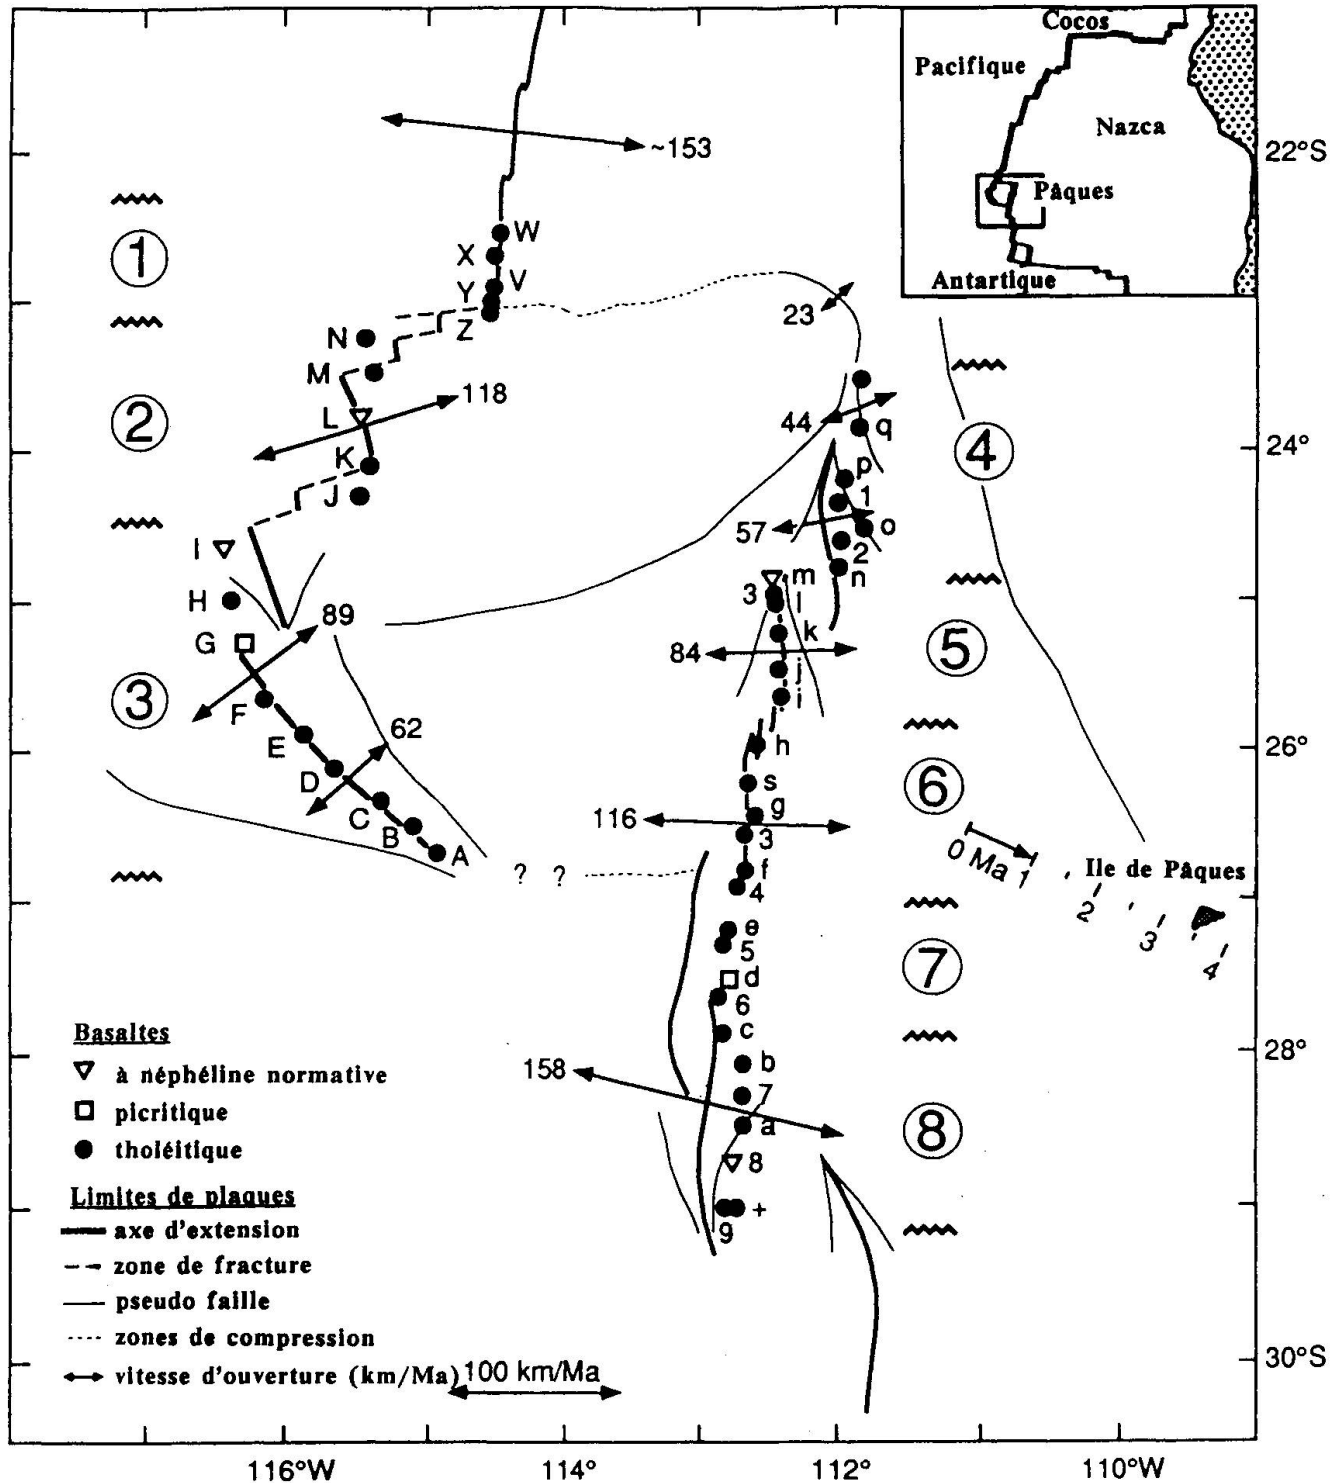 Cocos
Pacifique
Nazca
Pâques
Antartique
~153
22°S
1
W
X
V
Y
Z
23
N
M
118
2
L
44
q
4
24°
K
p
J
1
57
o
I
2
n
m
3
l
H
k
89
G
84
5
j
i
3
F
62
E
h
26°
D
s
6
g
C
116
3
B
0 Ma 1
A
f
? ?
Ile de Pâques
4
2
e
3
5
4
7
d
6
Basaltes
c
28°
à néphéline normative
158
b
picritique
7
a
8
tholéitique
8
Limites de plaques
+
axe d'extension
9
zone de fracture
pseudo faille
zones de compression
30°S
vitesse d'ouverture (km/Ma) 100 km/Ma
116°W 114° 112° 110°W